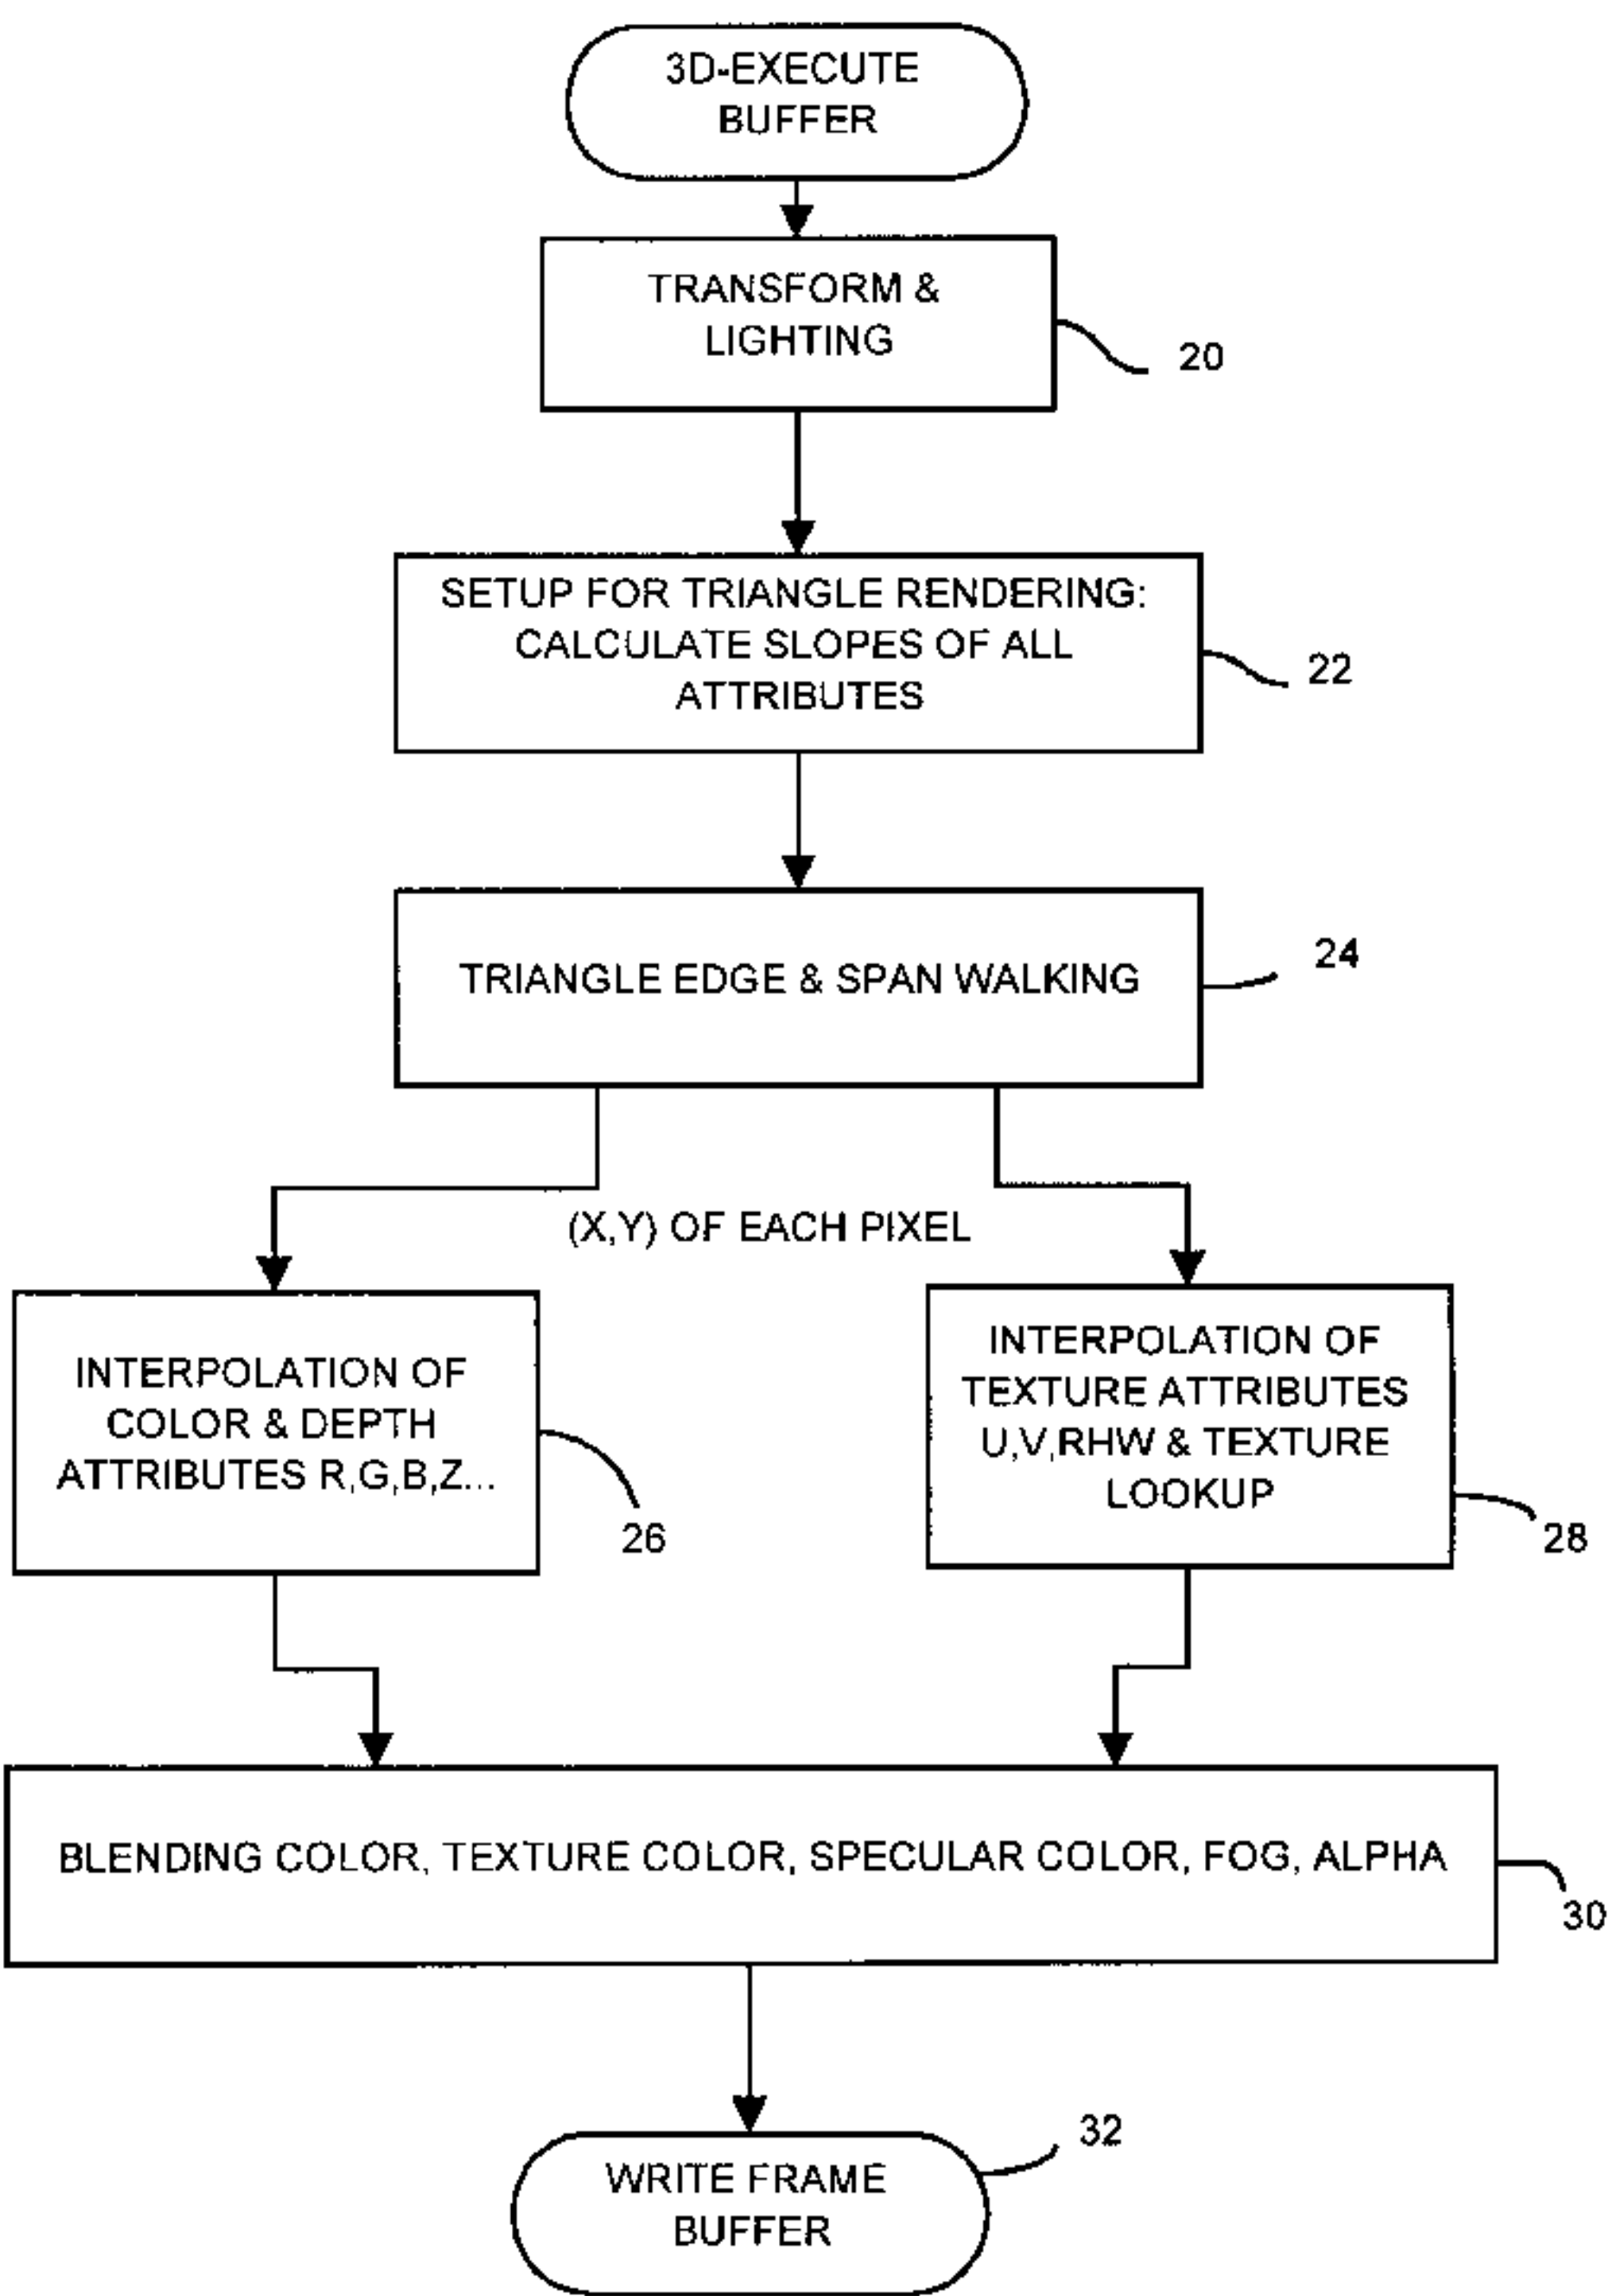 3D-EXECUTE
BUFFER
TRANSFORM &
LIGHTING
20
SETUP FOR TRIANGLE RENDERING:
CALCULATE SLOPES OF ALL
ATTRIBUTES
22
TRIANGLE EDGE & SPAN WALKING
24
(X,Y) OF EACH PIXEL
INTERPOLATION OF
COLOR & DEPTH
ATTRIBUTES R,G,B,Z...
26
INTERPOLATION OF
TEXTURE ATTRIBUTES
U,V,RHW & TEXTURE
LOOKUP
28
BLENDING COLOR, TEXTURE COLOR, SPECULAR COLOR, FOG, ALPHA
30
WRITE FRAME
BUFFER
32